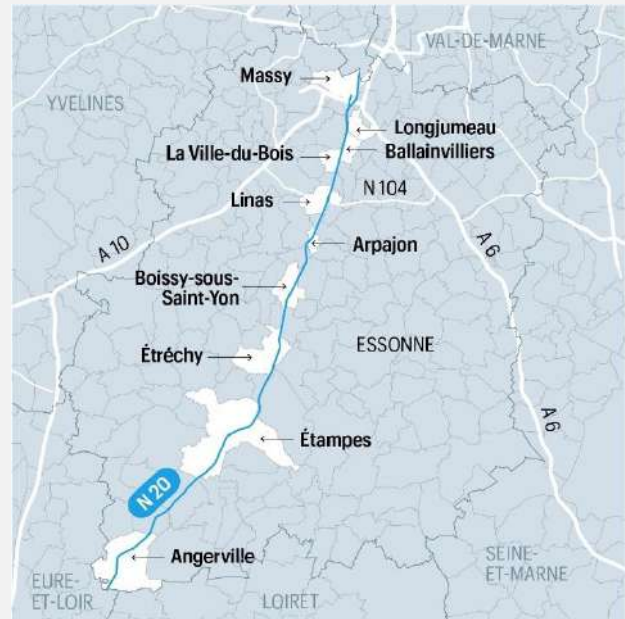 VAL-DE-MARNE
Massy
YVELINES
Longjumeau
La Ville-du-Bois
Ballainvilliers
Linas
N 104
A 10
Arpajon
A 6
Boissy-sous-
Saint-Yon
Étréchy
ESSONNE
A 6
Étampes
N 20
Angerville
SEINE-
ET-MARNE
EURE-
ET-LOIR
LOIRET